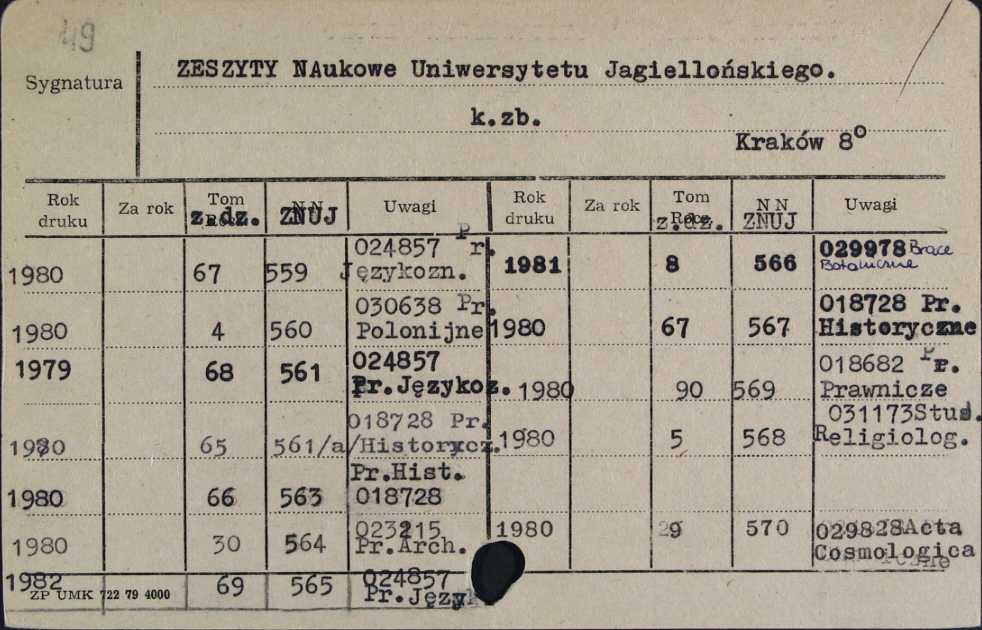 49
Sygnatura
ZESZYTY NAukowe Uniwersytetu Jagiellońskiego.
k.zb.
Kraków 8°
Rok druku Za rok Tom z.dz. N N ZNUJ Uwagi Rok druku Za rok Tom z.dz. N N ZNUJ Uwagi
1980 67 559 024857 Pr. Językozn.
1980 4 560 030638 Pr. Polonijne
1979 68 561 024857 Pr.Językoz.
1980 65 561/a/ 018728 Pr. Historycz.
1980 66 563 Pr.Hist. 018728
1980 30 564 023215 Pr.Arch.
1982 69 565 024857 Pr.Języ
1981 8 566 029978 Prace Botaniczne
1980 67 567 018728 Pr. Historyczne
1980 90 569 018682 Pr. Prawnicze
1980 5 568 031173Stud. Religiolog.
1980 29 570 029828Acta Cosmologica
ZP UMK 722 79 4000